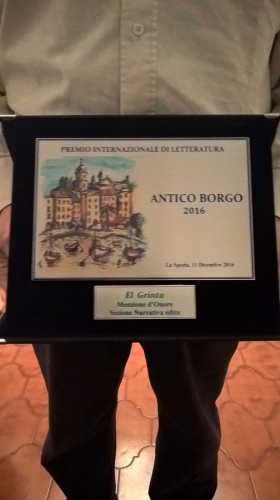 PREMIO INTERNAZIONALE DI LETTERATURA
ANTICO BORGO
2016
La Spezia, 11 Dicembre 2016
El Grinta
Menzione d'Onore
Sezione Narrativa edita